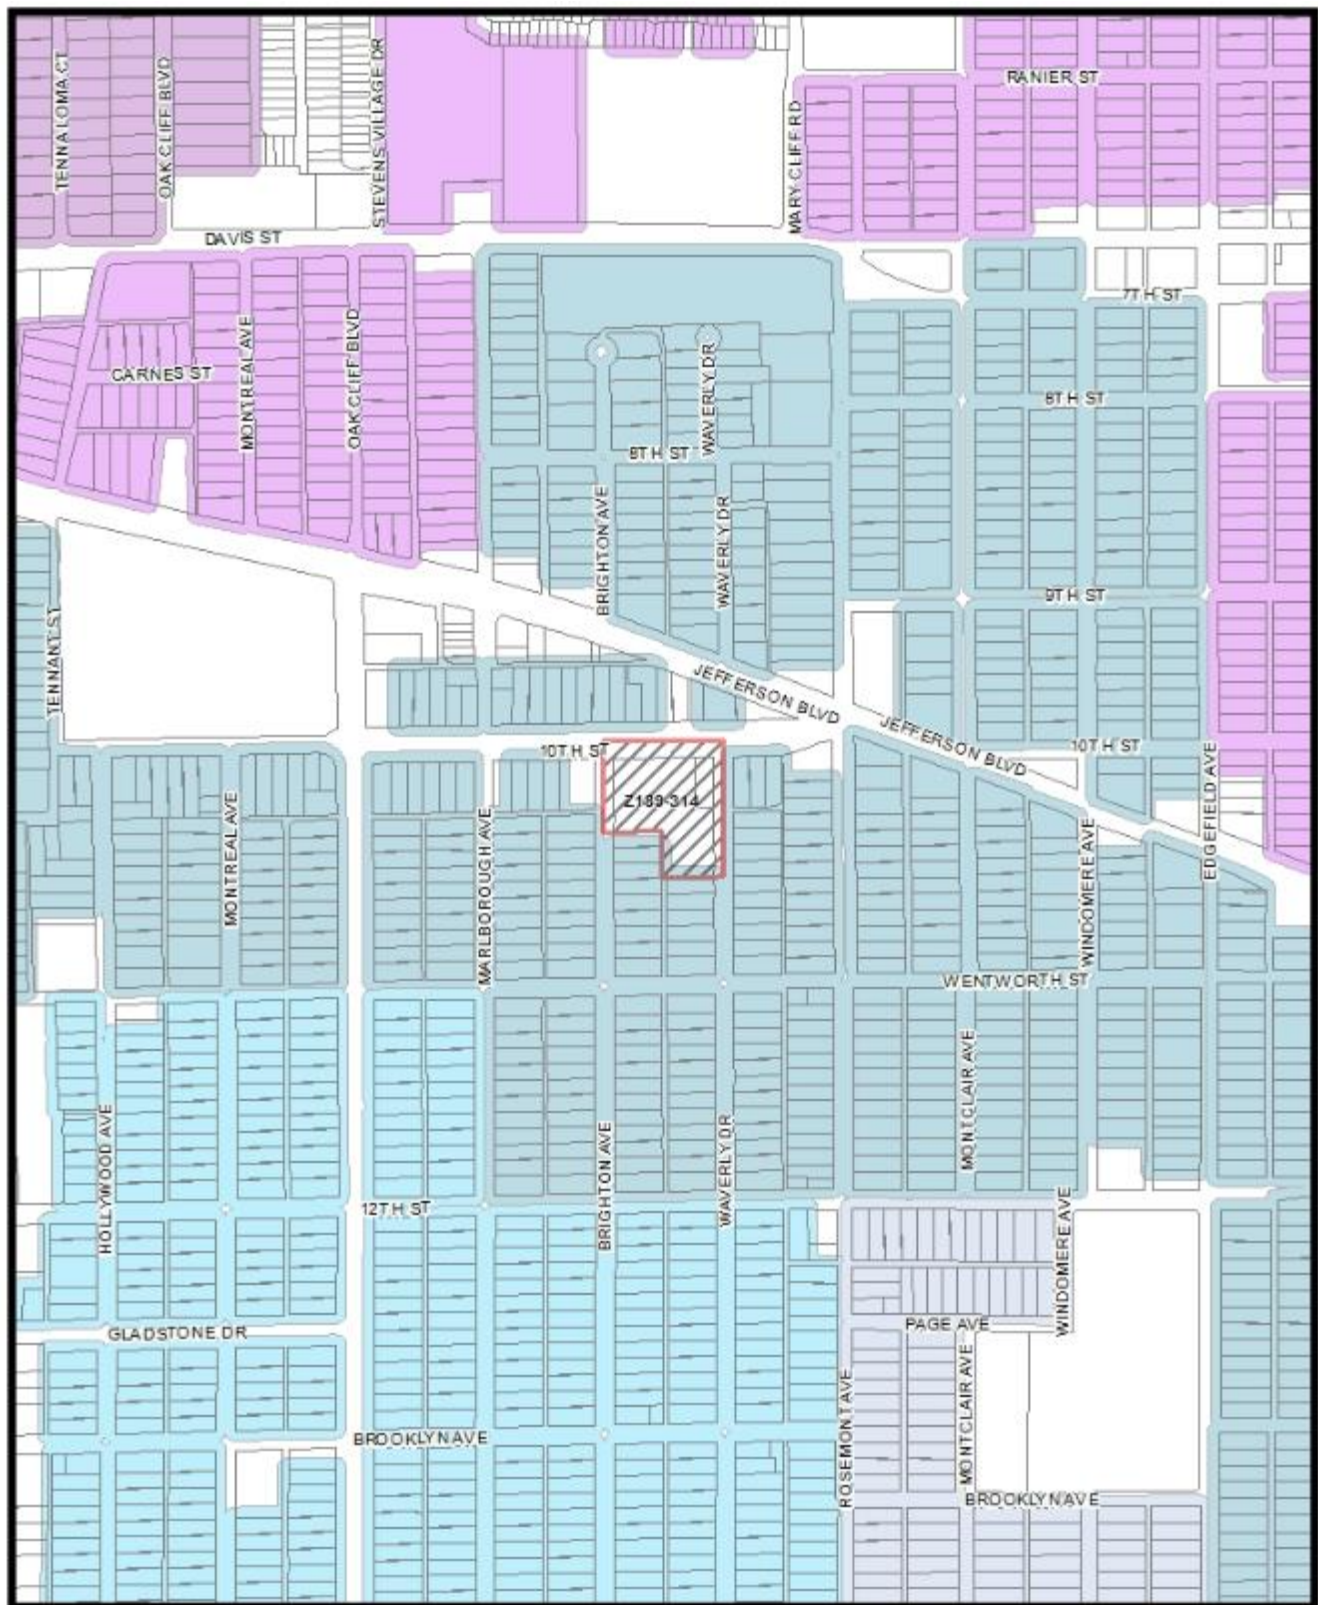 TENNALOMA CT
OAK CLIFF BLVD
STEVENS VILLAGE DR
MARY CLIFF RD
RANIER ST
DAVIS ST
7TH ST
CARNES ST
MONTREAL AVE
OAK CLIFF BLVD
WAVERLY DR
8TH ST
8TH ST
BRIGHTON AVE
WAVERLY DR
9TH ST
TENNANT ST
JEFFERSON BLVD
JEFFERSON BLVD
10TH ST
10TH ST
EDGEFIELD AVE
Z189-314
MONTREAL AVE
MARLBOROUGH AVE
WINDOMERE AVE
WENTWORTH ST
MONTCLAIR AVE
HOLLYWOOD AVE
BRIGHTON AVE
WAVERLY DR
12TH ST
WINDOMERE AVE
GLADSTONE DR
PAGE AVE
ROSEMONT AVE
MONTCLAIR AVE
BROOKLYN AVE
BROOKLYN AVE